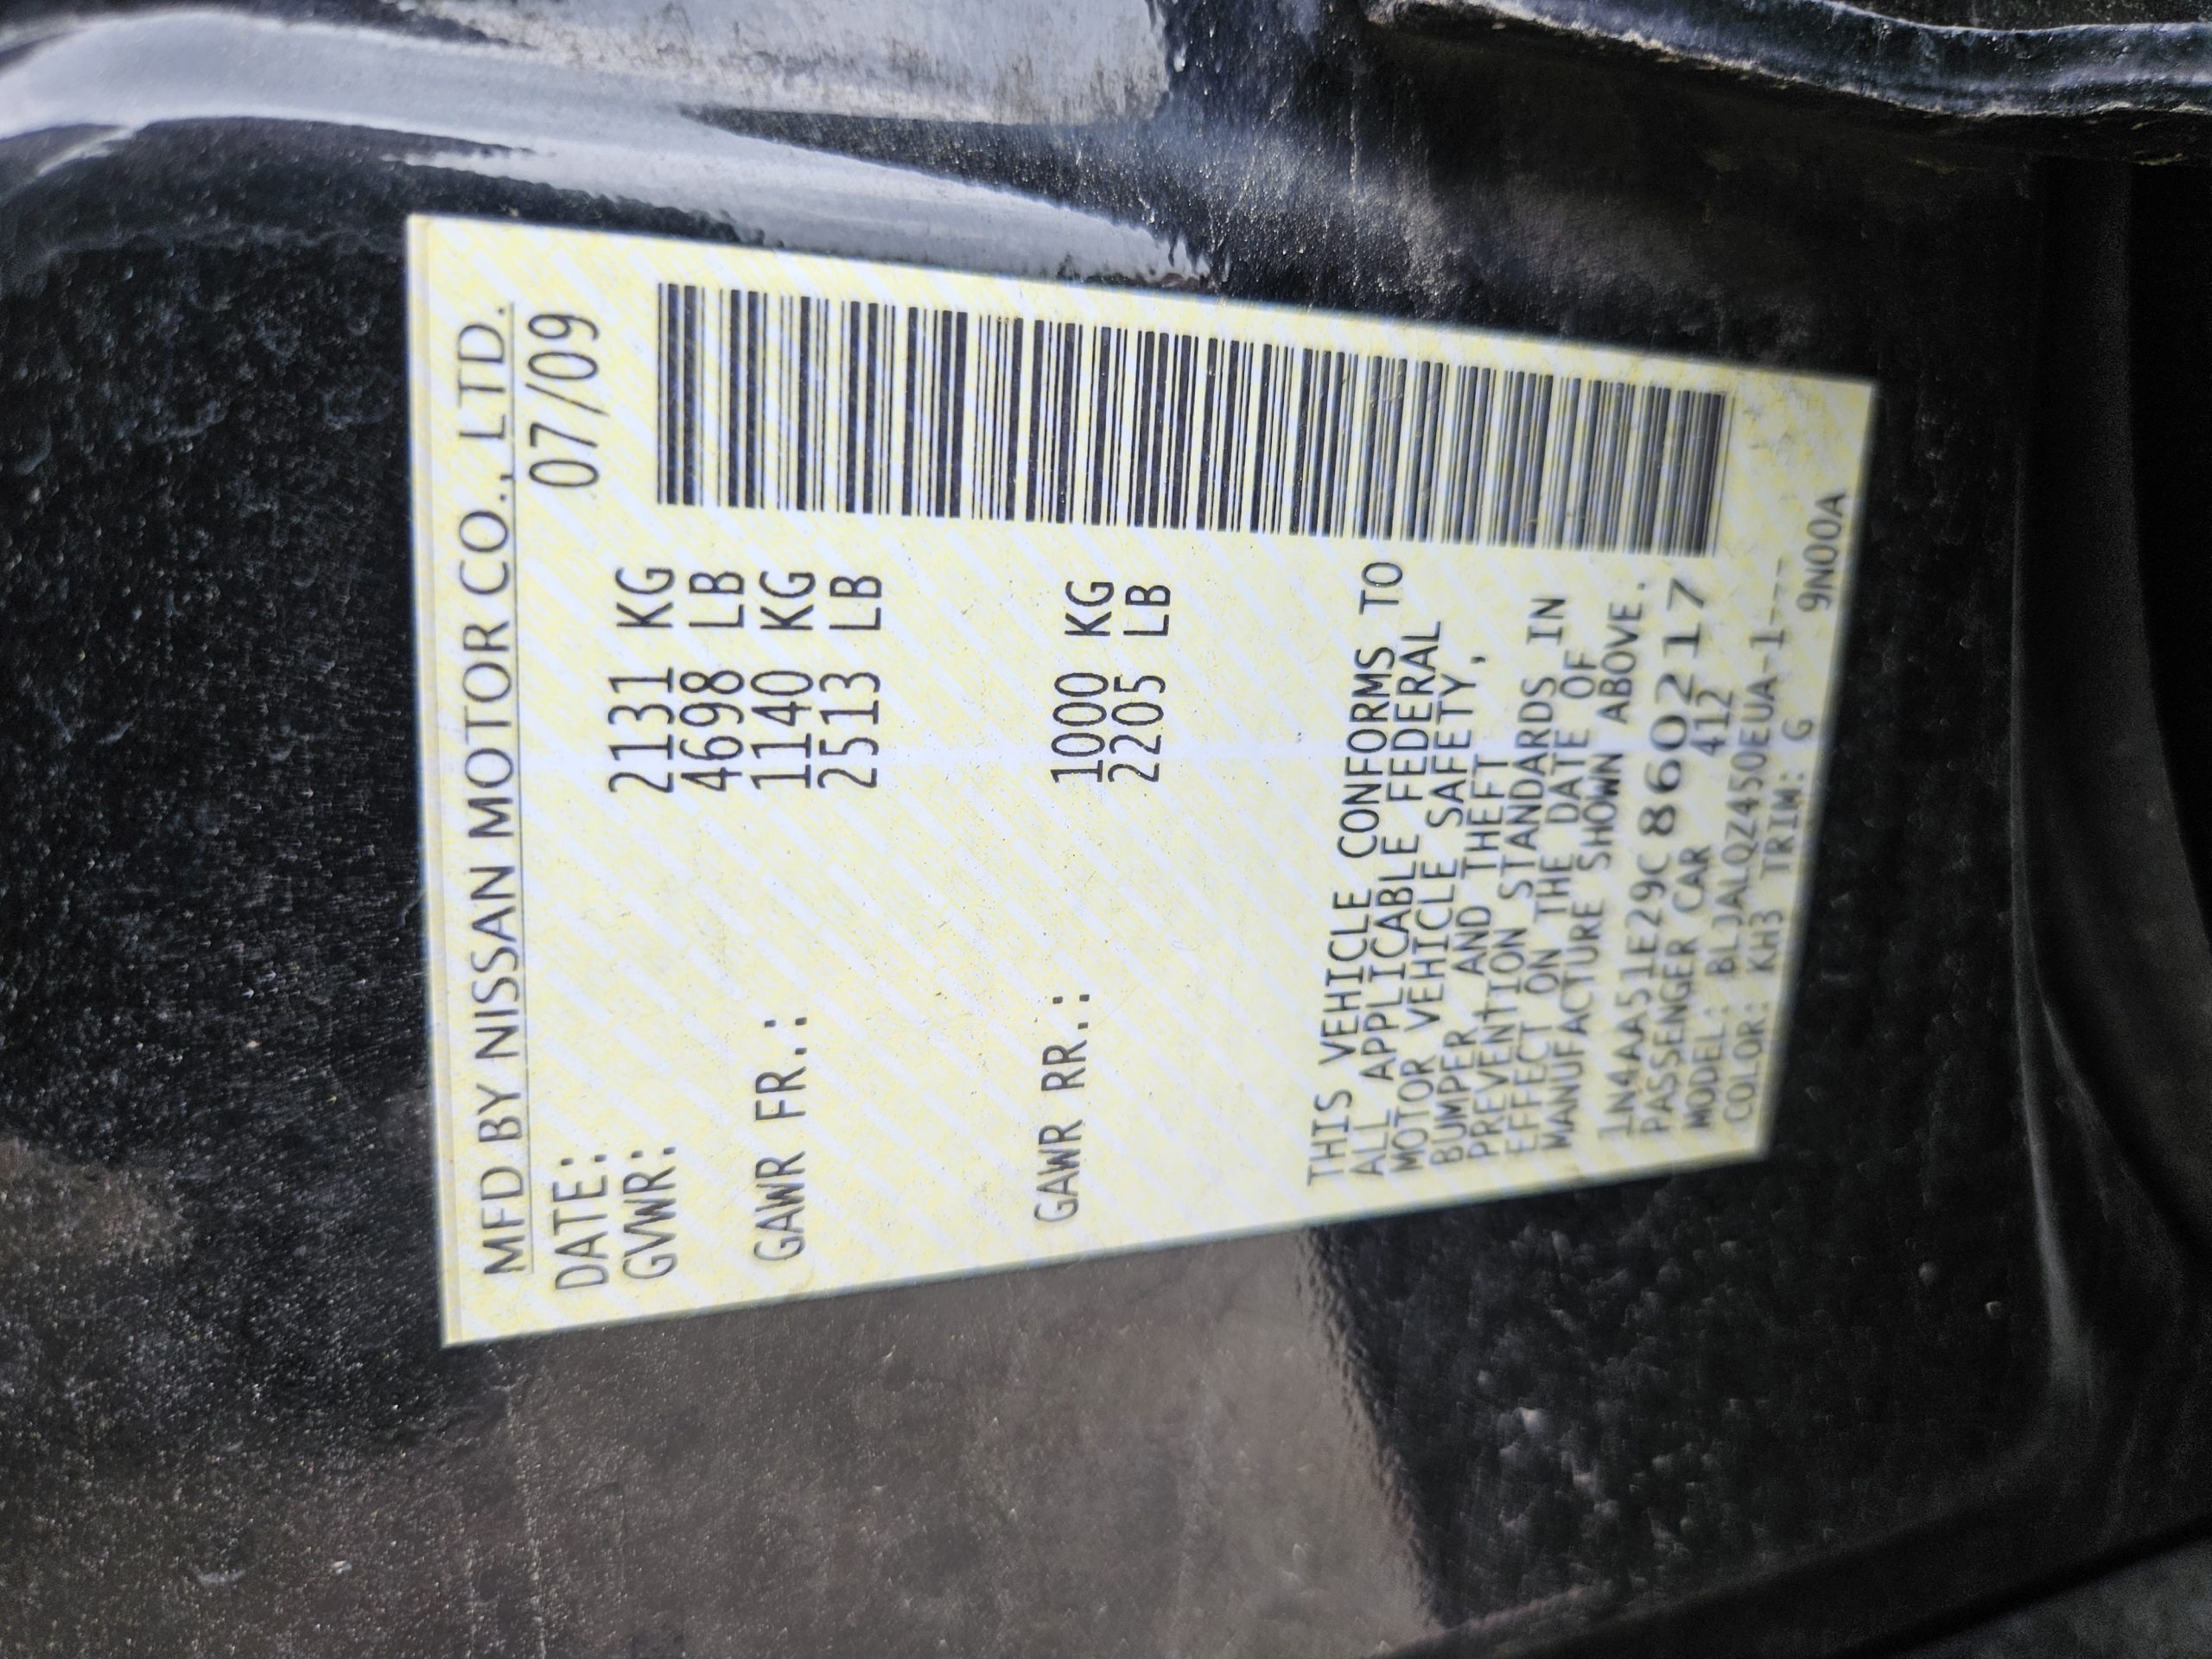 MFD BY NISSAN MOTOR CO., LTD.
DATE: 07/09
GVWR: 2131 KG
4698 LB
GAWR FR.: 1140 KG
2513 LB
GAWR RR.: 1000 KG
2205 LB
THIS VEHICLE CONFORMS TO
ALL APPLICABLE FEDERAL
MOTOR VEHICLE SAFETY,
BUMPER AND THEFT
PREVENTION STANDARDS IN
EFFECT ON THE DATE OF
MANUFACTURE SHOWN ABOVE.
1N4AA51E29C860217
PASSENGER CAR 412
MODEL: BLJALQZ450EUA-1---
COLOR: KH3 TRIM: G
9N00A